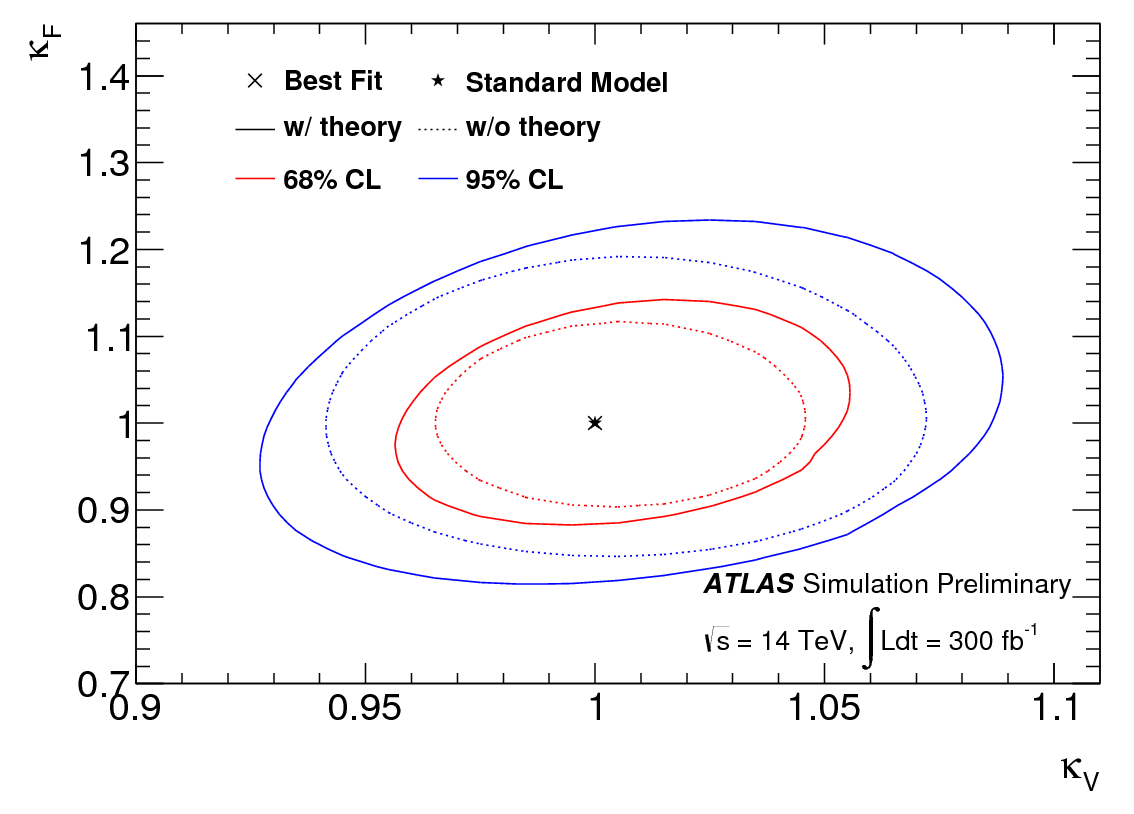 κF
1.4
1.3
1.2
1.1
1
0.9
0.8
0.7
Best Fit
Standard Model
w/ theory
w/o theory
68% CL
95% CL
ATLAS Simulation Preliminary
√s = 14 TeV, ∫Ldt = 300 fb-1
0.9 0.95 1 1.05 1.1
κV